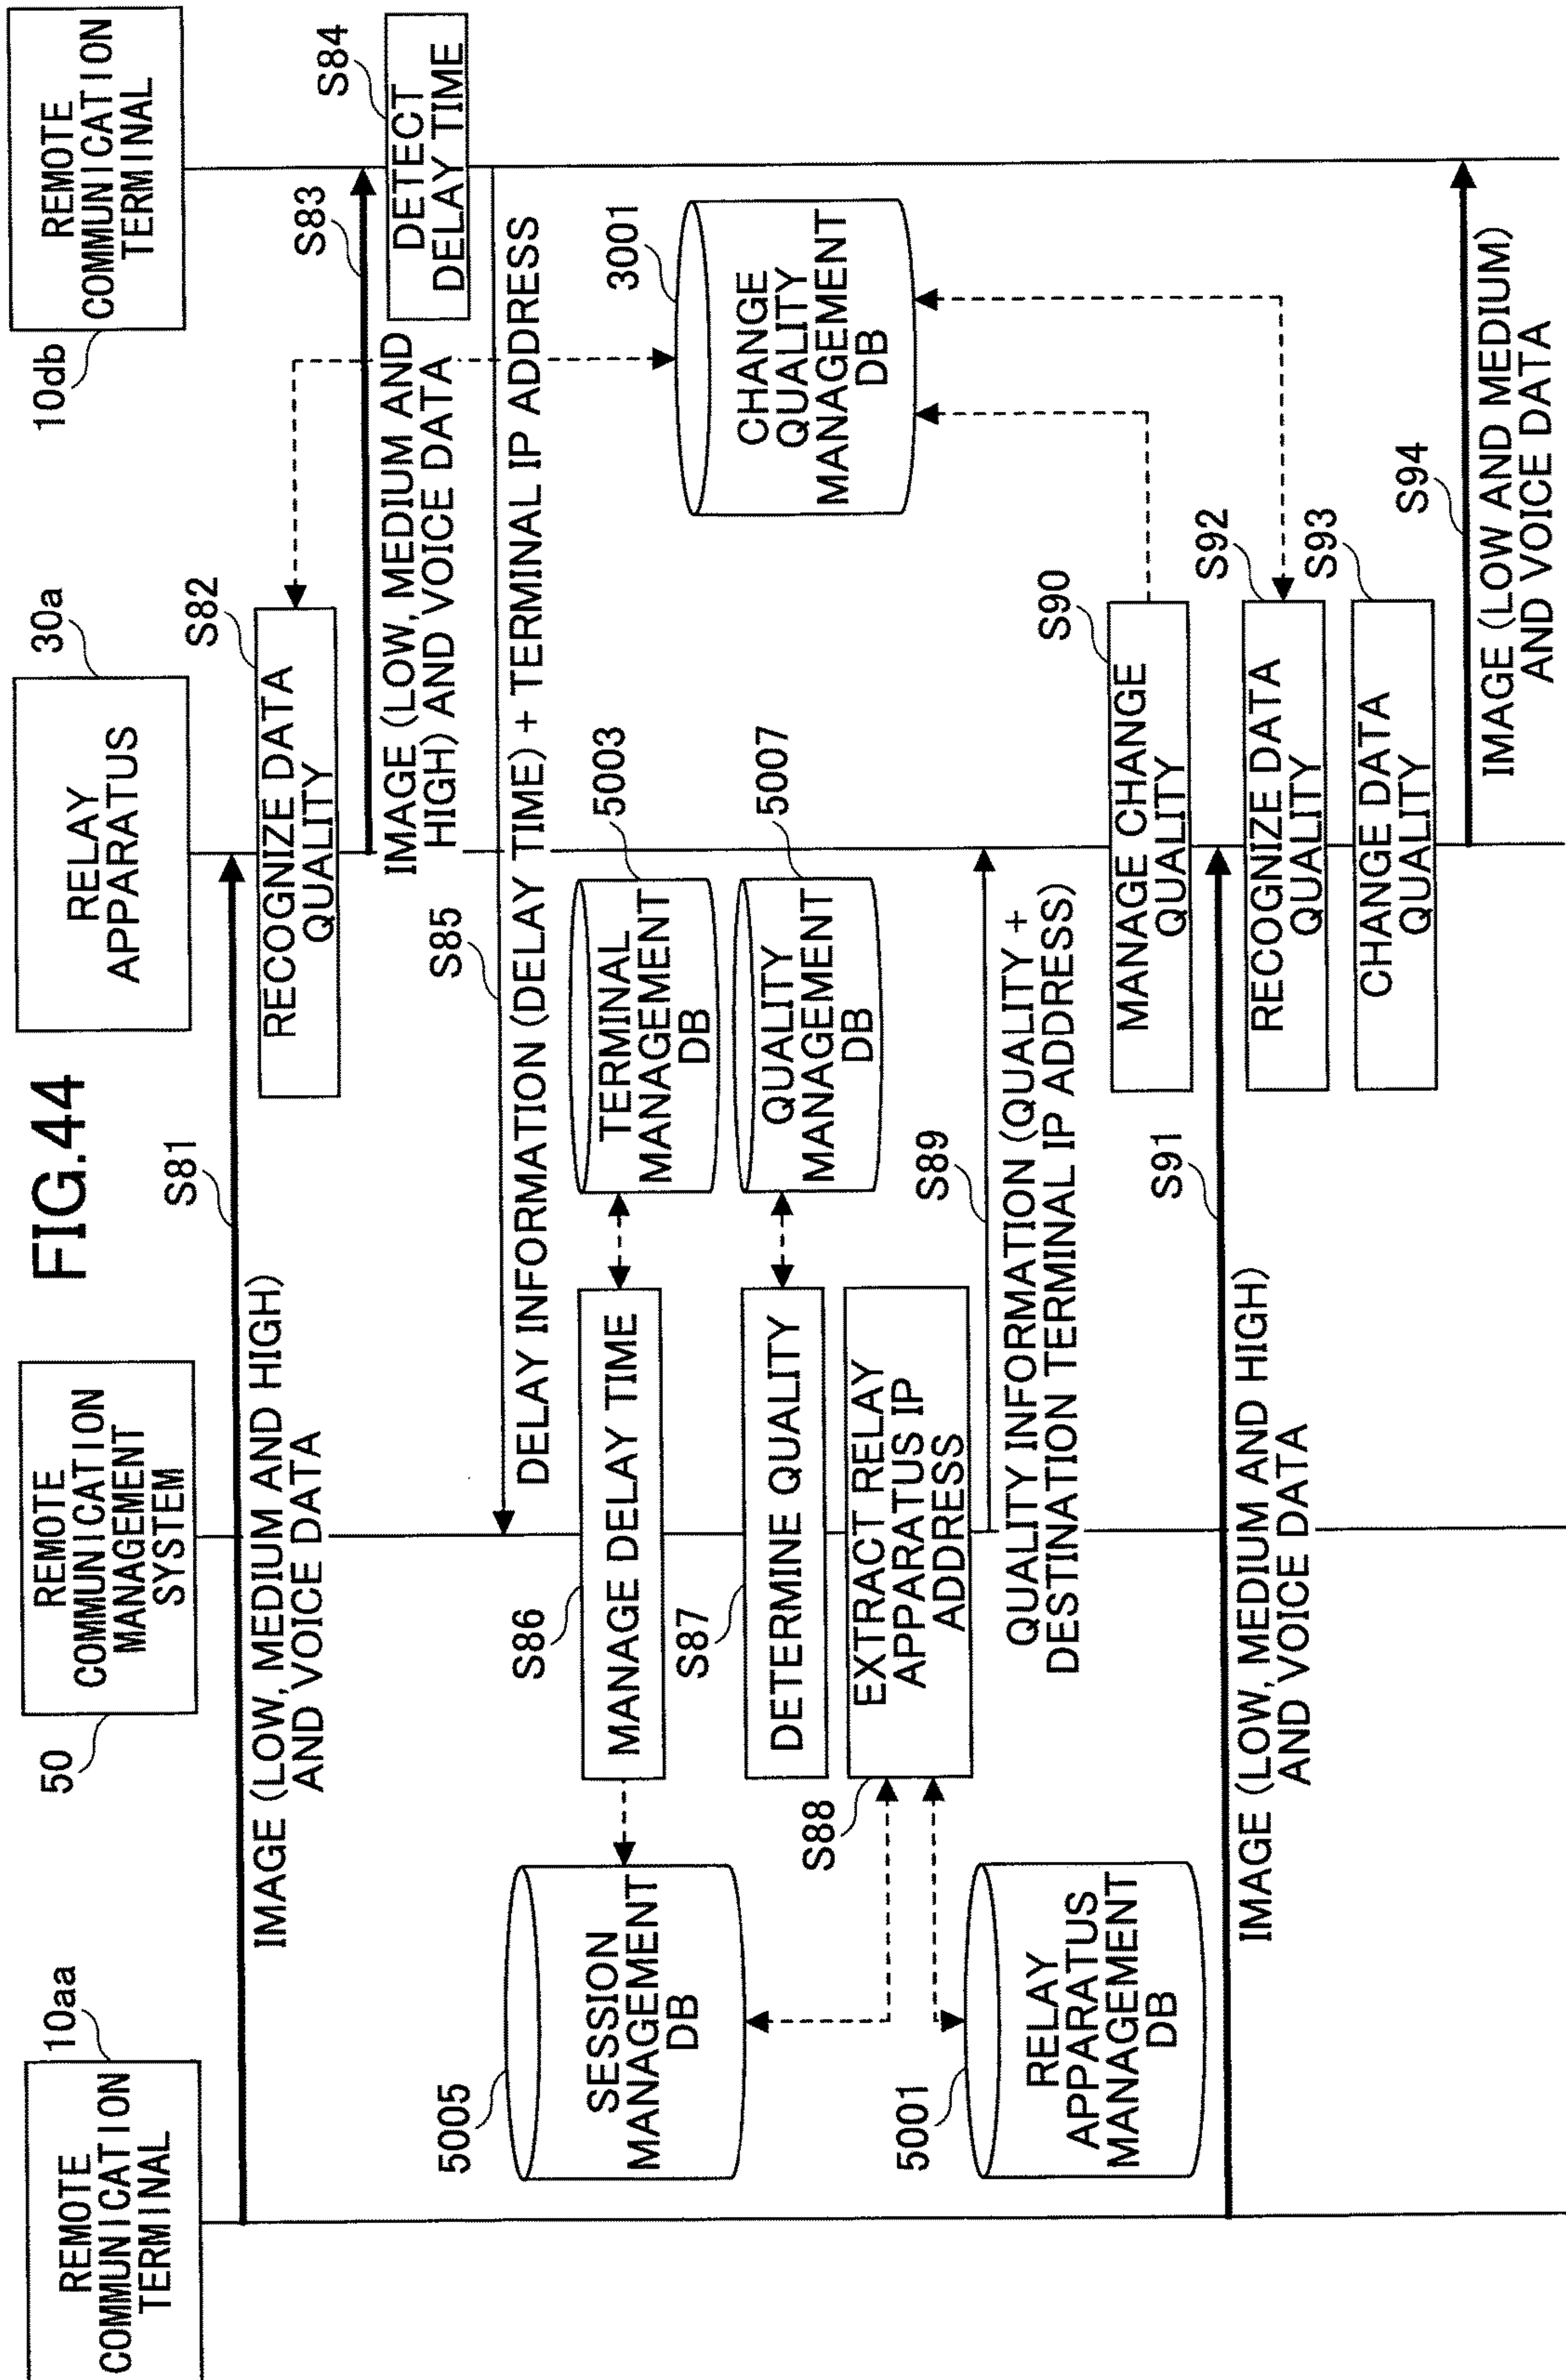 FIG.44
10aa
REMOTE
COMMUNICATION
TERMINAL
50
REMOTE
COMMUNICATION
MANAGEMENT
SYSTEM
30a
RELAY
APPARATUS
10db
REMOTE
COMMUNICATION
TERMINAL
S81
IMAGE (LOW, MEDIUM AND HIGH)
AND VOICE DATA
S82
RECOGNIZE DATA
QUALITY
S83
IMAGE (LOW, MEDIUM AND
HIGH) AND VOICE DATA
S84
DETECT
DELAY TIME
S85
DELAY INFORMATION (DELAY TIME) + TERMINAL IP ADDRESS
S86
MANAGE DELAY TIME
5005
SESSION
MANAGEMENT
DB
5003
TERMINAL
MANAGEMENT
DB
3001
CHANGE
QUALITY
MANAGEMENT
DB
S87
DETERMINE QUALITY
5007
QUALITY
MANAGEMENT
DB
S88
EXTRACT RELAY
APPARATUS IP
ADDRESS
5001
RELAY
APPARATUS
MANAGEMENT
DB
S89
QUALITY INFORMATION (QUALITY +
DESTINATION TERMINAL IP ADDRESS)
S90
MANAGE CHANGE
QUALITY
S91
IMAGE (LOW, MEDIUM AND HIGH)
AND VOICE DATA
S92
RECOGNIZE DATA
QUALITY
S93
CHANGE DATA
QUALITY
S94
IMAGE (LOW AND MEDIUM)
AND VOICE DATA